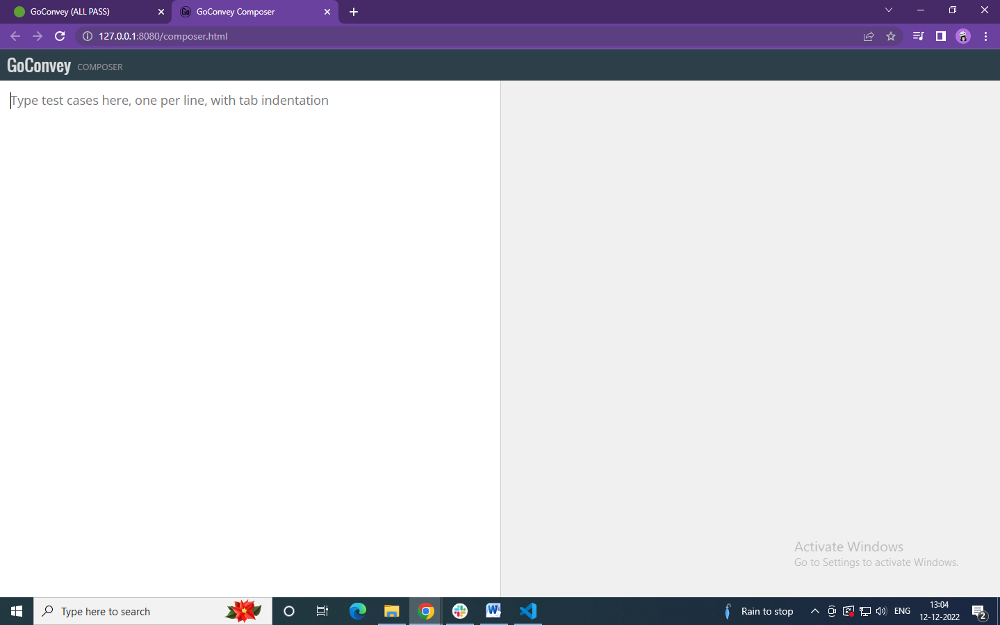 GoConvey (ALL PASS)
GoConvey Composer
127.0.0.1:8080/composer.html
GoConvey COMPOSER
Type test cases here, one per line, with tab indentation
Activate Windows
Go to Settings to activate Windows.
Type here to search
Rain to stop
ENG
13:04
12-12-2022
2